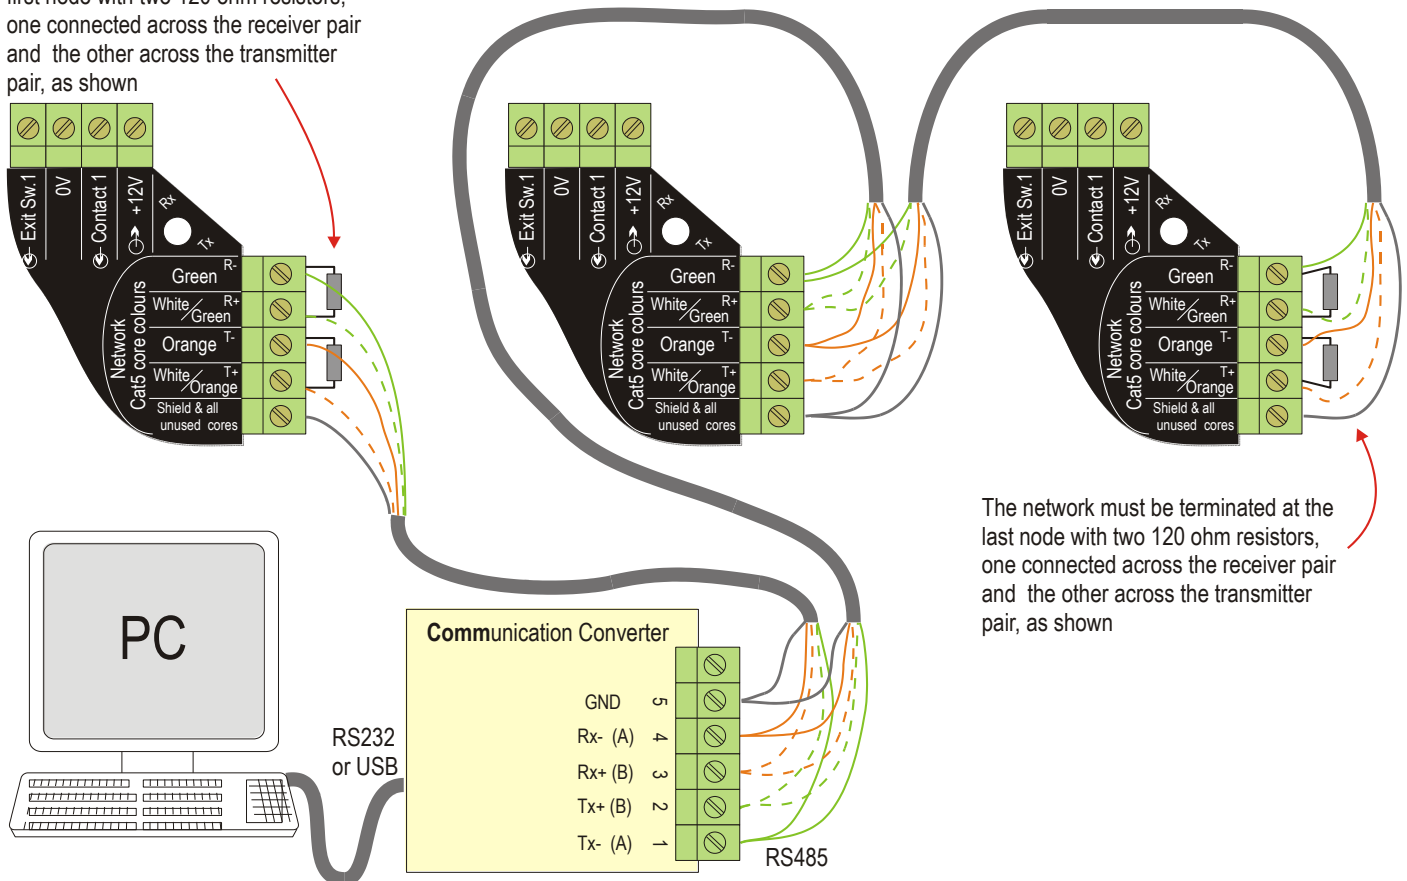 first node with two 120 ohm resistors,
one connected across the receiver pair
and the other across the transmitter
pair, as shown
Exit Sw.1
0V
Contact 1
+12V
Rx
Tx
Network
Cat5 core colours
Green R-
White/Green R+
Orange T-
White/Orange T+
Shield & all
unused cores
Exit Sw.1
0V
Contact 1
+12V
Rx
Tx
Network
Cat5 core colours
Green R-
White/Green R+
Orange T-
White/Orange T+
Shield & all
unused cores
Exit Sw.1
0V
Contact 1
+12V
Rx
Tx
Network
Cat5 core colours
Green R-
White/Green R+
Orange T-
White/Orange T+
Shield & all
unused cores
The network must be terminated at the
last node with two 120 ohm resistors,
one connected across the receiver pair
and the other across the transmitter
pair, as shown
PC
RS232
or USB
Communication Converter
GND 5
Rx- (A) 4
Rx+ (B) 3
Tx+ (B) 2
Tx- (A) 1
RS485